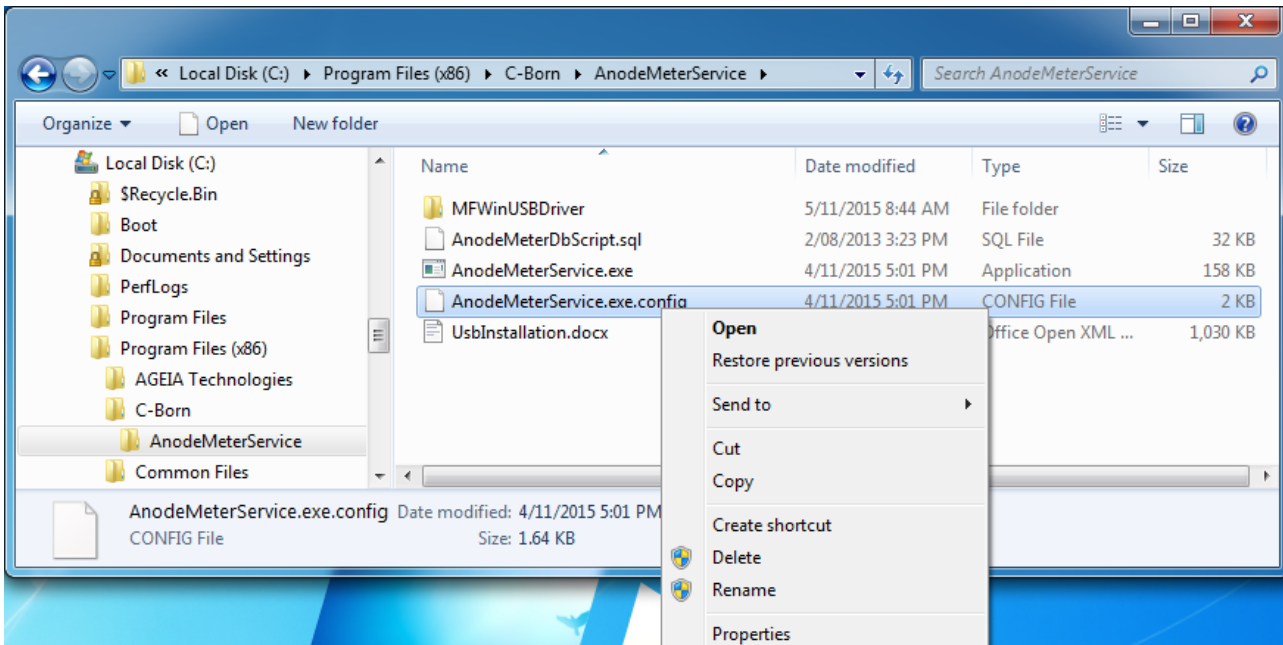 « Local Disk (C:) ▸ Program Files (x86) ▸ C-Born ▸ AnodeMeterService ▸ Search AnodeMeterService
Organize Open New folder
Local Disk (C:)
$Recycle.Bin
Boot
Documents and Settings
PerfLogs
Program Files
Program Files (x86)
AGEIA Technologies
C-Born
AnodeMeterService
Common Files
Name Date modified Type Size
MFWinUSBDriver 5/11/2015 8:44 AM File folder
AnodeMeterDbScript.sql 2/08/2013 3:23 PM SQL File 32 KB
AnodeMeterService.exe 4/11/2015 5:01 PM Application 158 KB
AnodeMeterService.exe.config 4/11/2015 5:01 PM CONFIG File 2 KB
UsbInstallation.docx Office Open XML ... 1,030 KB
Open
Restore previous versions
Send to
Cut
Copy
Create shortcut
Delete
Rename
Properties
AnodeMeterService.exe.config Date modified: 4/11/2015 5:01 PM
CONFIG File Size: 1.64 KB